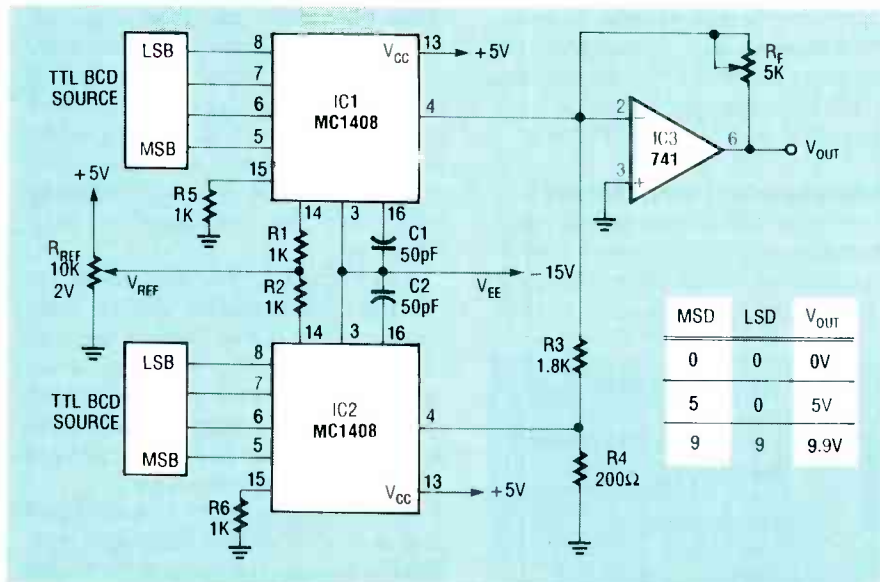 LSB
TTL BCD
SOURCE
MSB
8
7
6
5
15
13
4
VCC
IC1
MC1408
+5V
R5
1K
14
3
16
+5V
RREF
10K
2V
VREF
R1
1K
R2
1K
C1
50pF
C2
50pF
VEE
−15V
14
3
16
LSB
TTL BCD
SOURCE
MSB
8
7
6
5
15
IC2
MC1408
4
13
VCC
+5V
R6
1K
RF
5K
2
−
IC3
741
6
3
+
VOUT
R3
1.8K
R4
200Ω
MSD LSD VOUT
0 0 0V
5 0 5V
9 9 9.9V